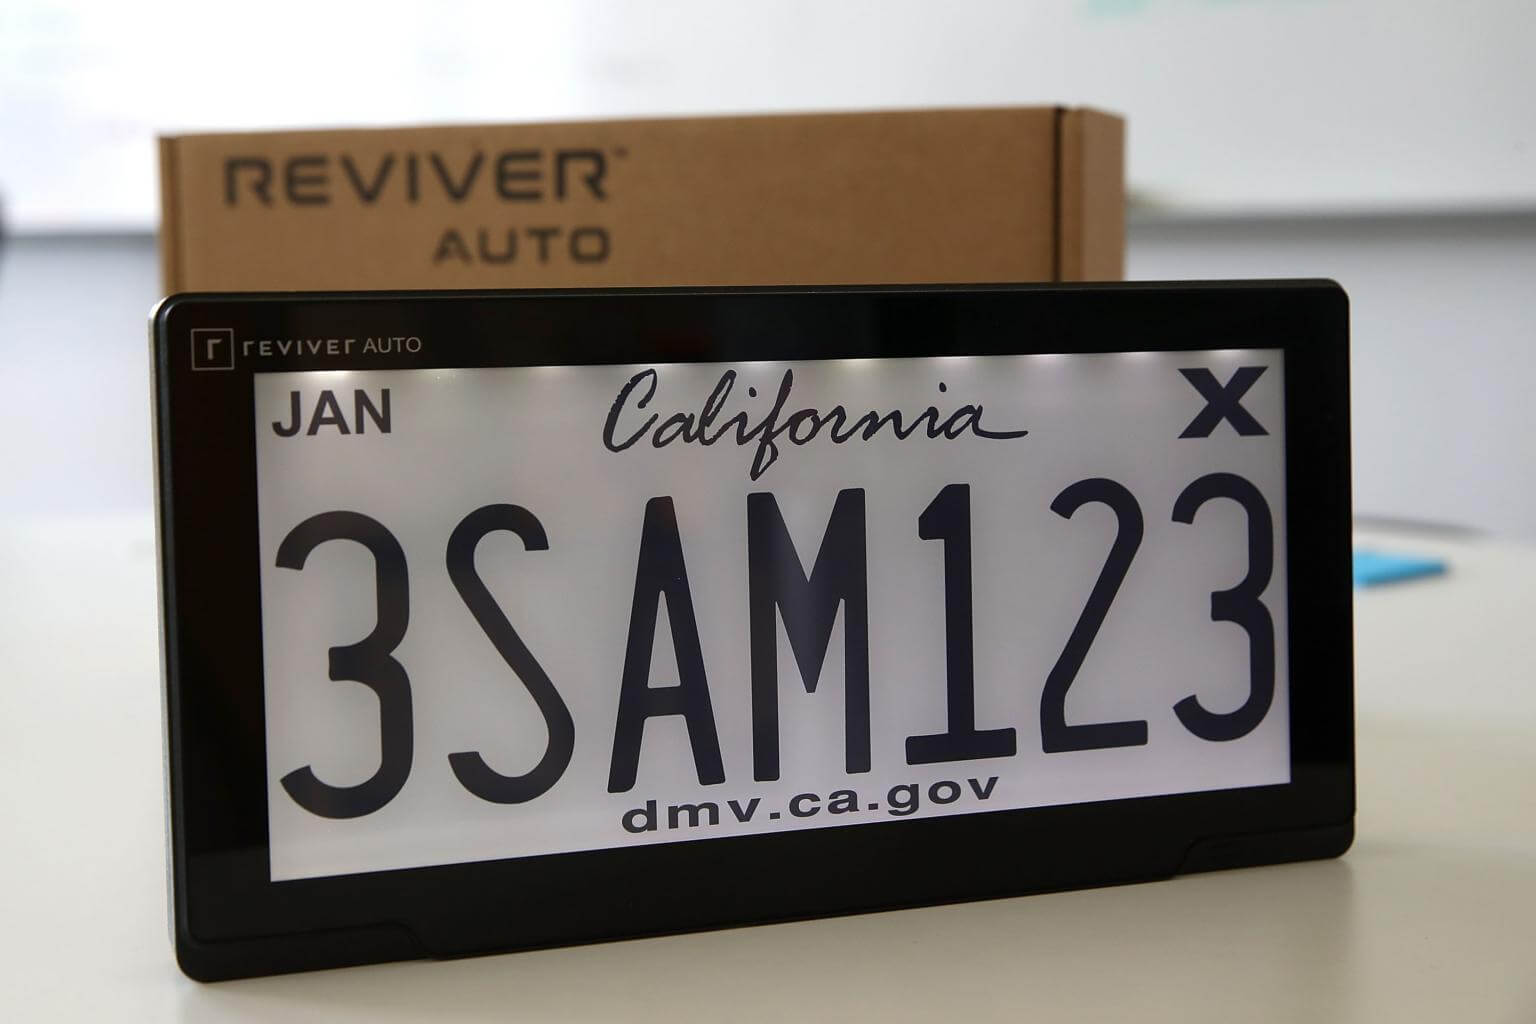 REVIVER™
AUTO
r reviver AUTO
JAN California X
3SAM123
dmv.ca.gov